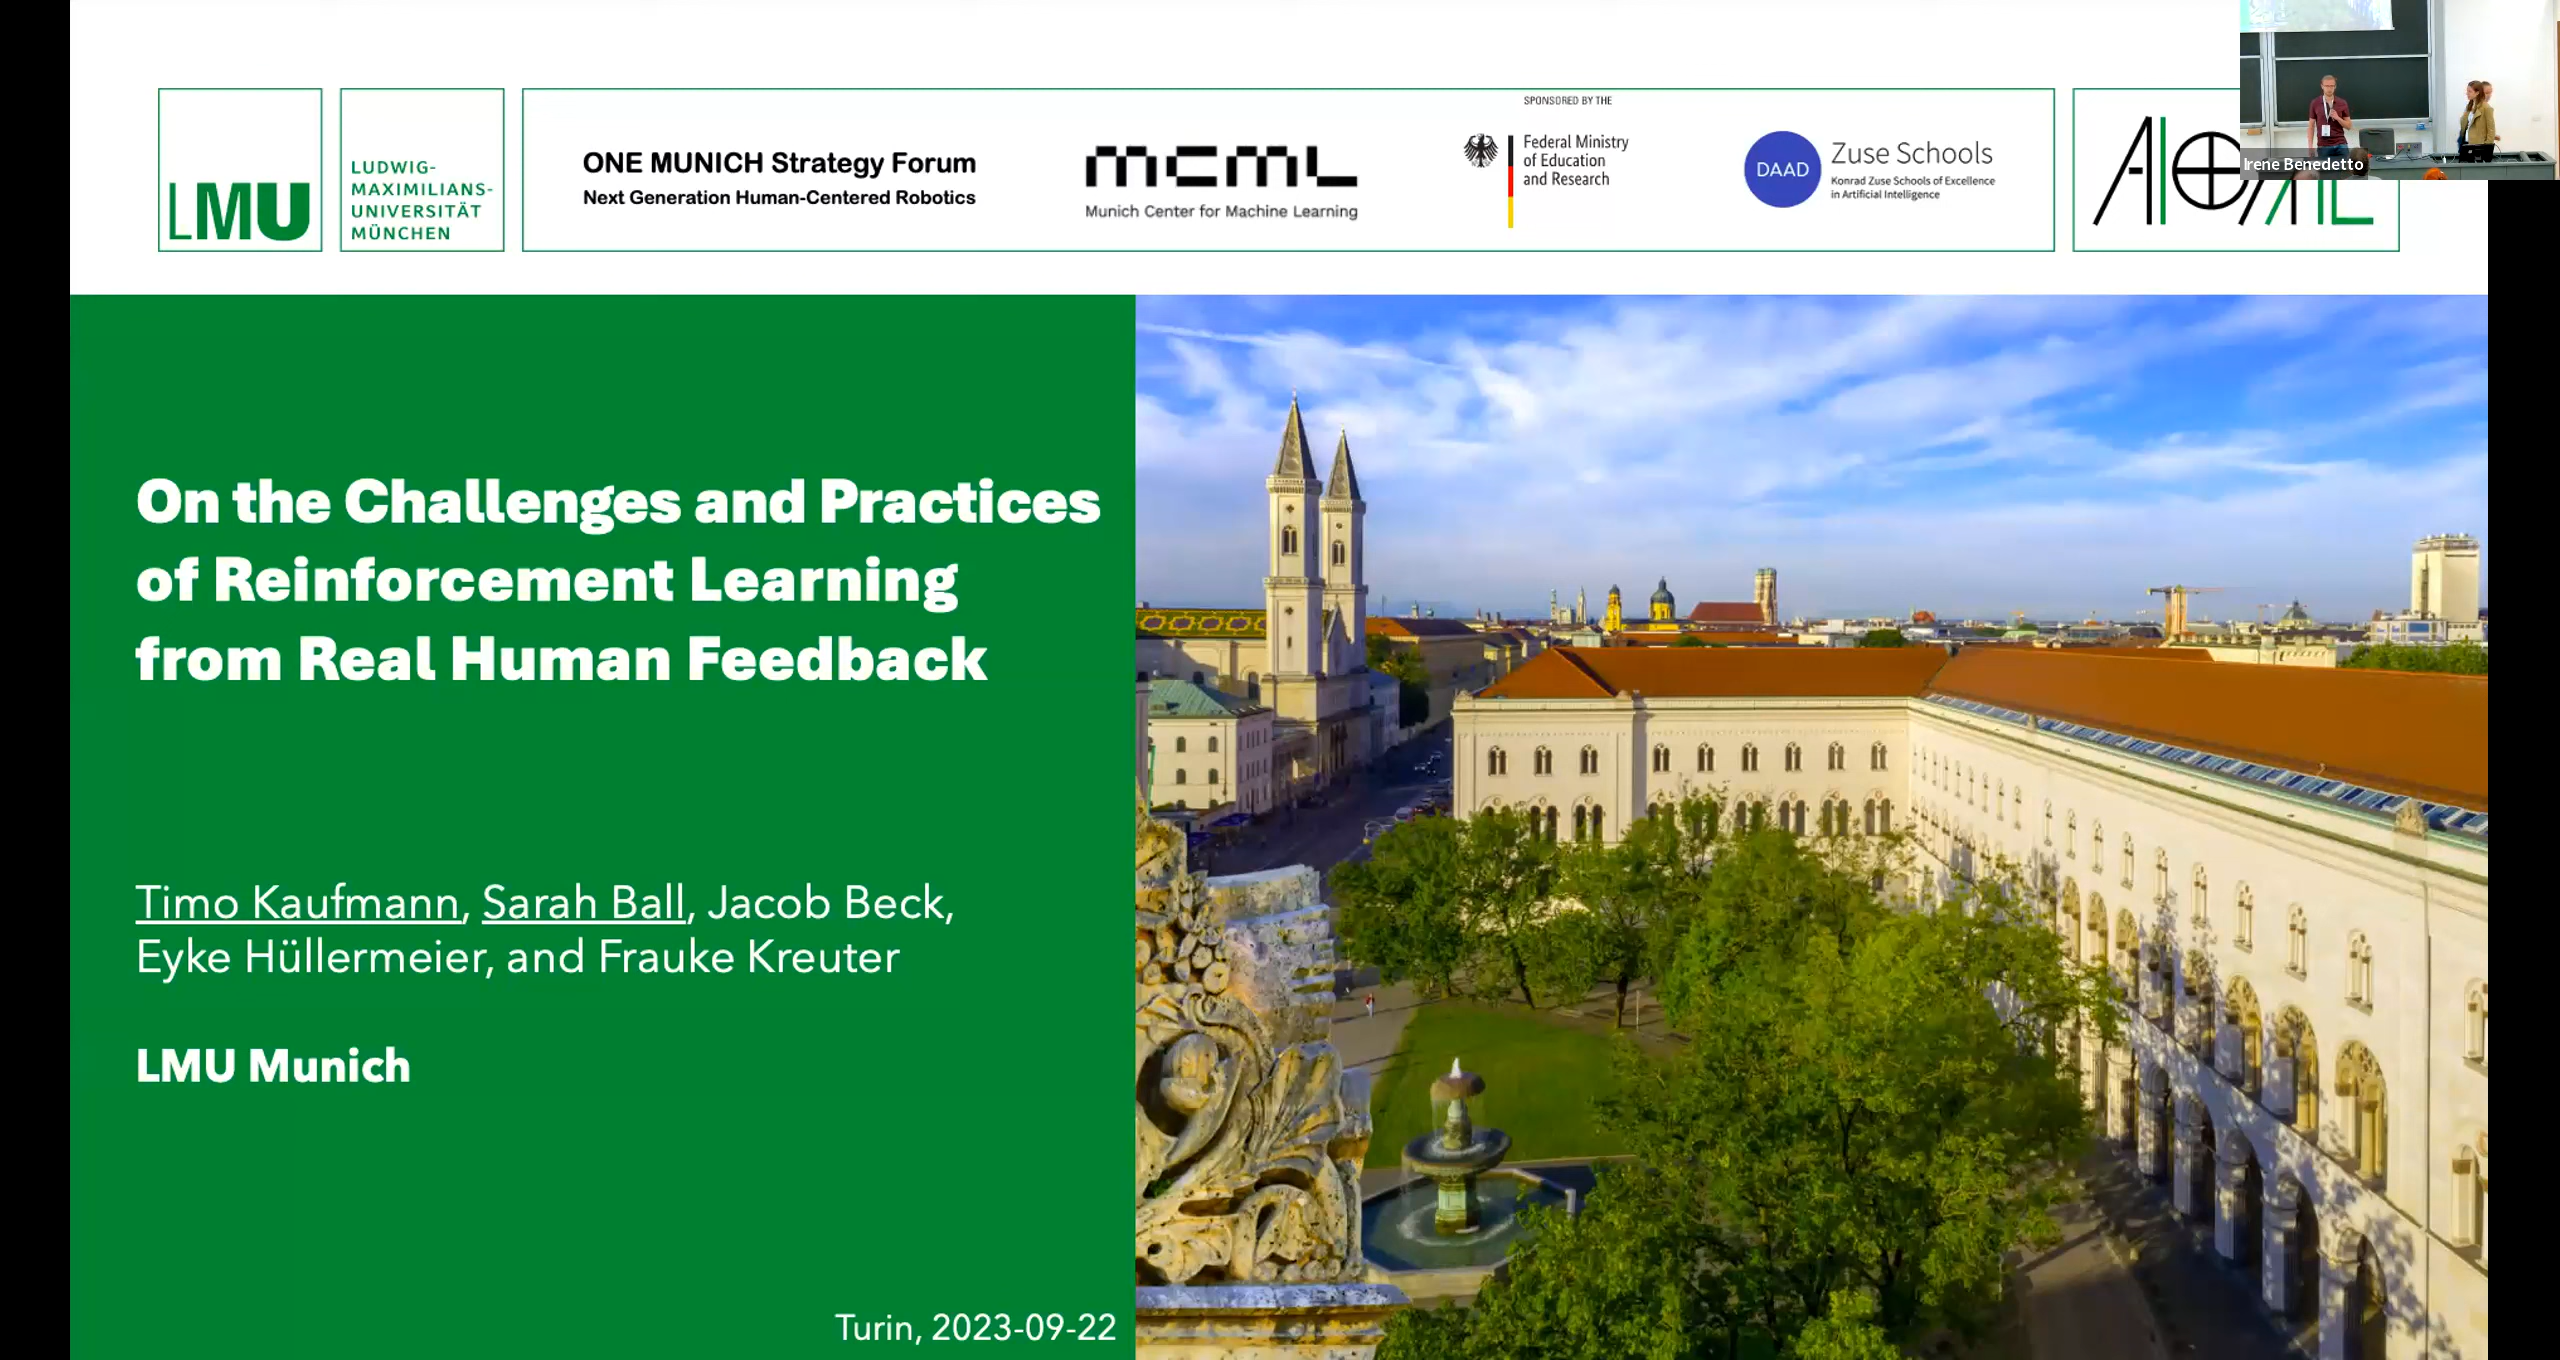 LMU
LUDWIG-
MAXIMILIANS-
UNIVERSITÄT
MÜNCHEN
ONE MUNICH Strategy Forum
Next Generation Human-Centered Robotics
mcml
Munich Center for Machine Learning
SPONSORED BY THE
Federal Ministry
of Education
and Research
DAAD
Zuse Schools
Konrad Zuse Schools of Excellence
in Artificial Intelligence
Irene Benedetto
On the Challenges and Practices
of Reinforcement Learning
from Real Human Feedback
Timo Kaufmann, Sarah Ball, Jacob Beck,
Eyke Hüllermeier, and Frauke Kreuter
LMU Munich
Turin, 2023-09-22